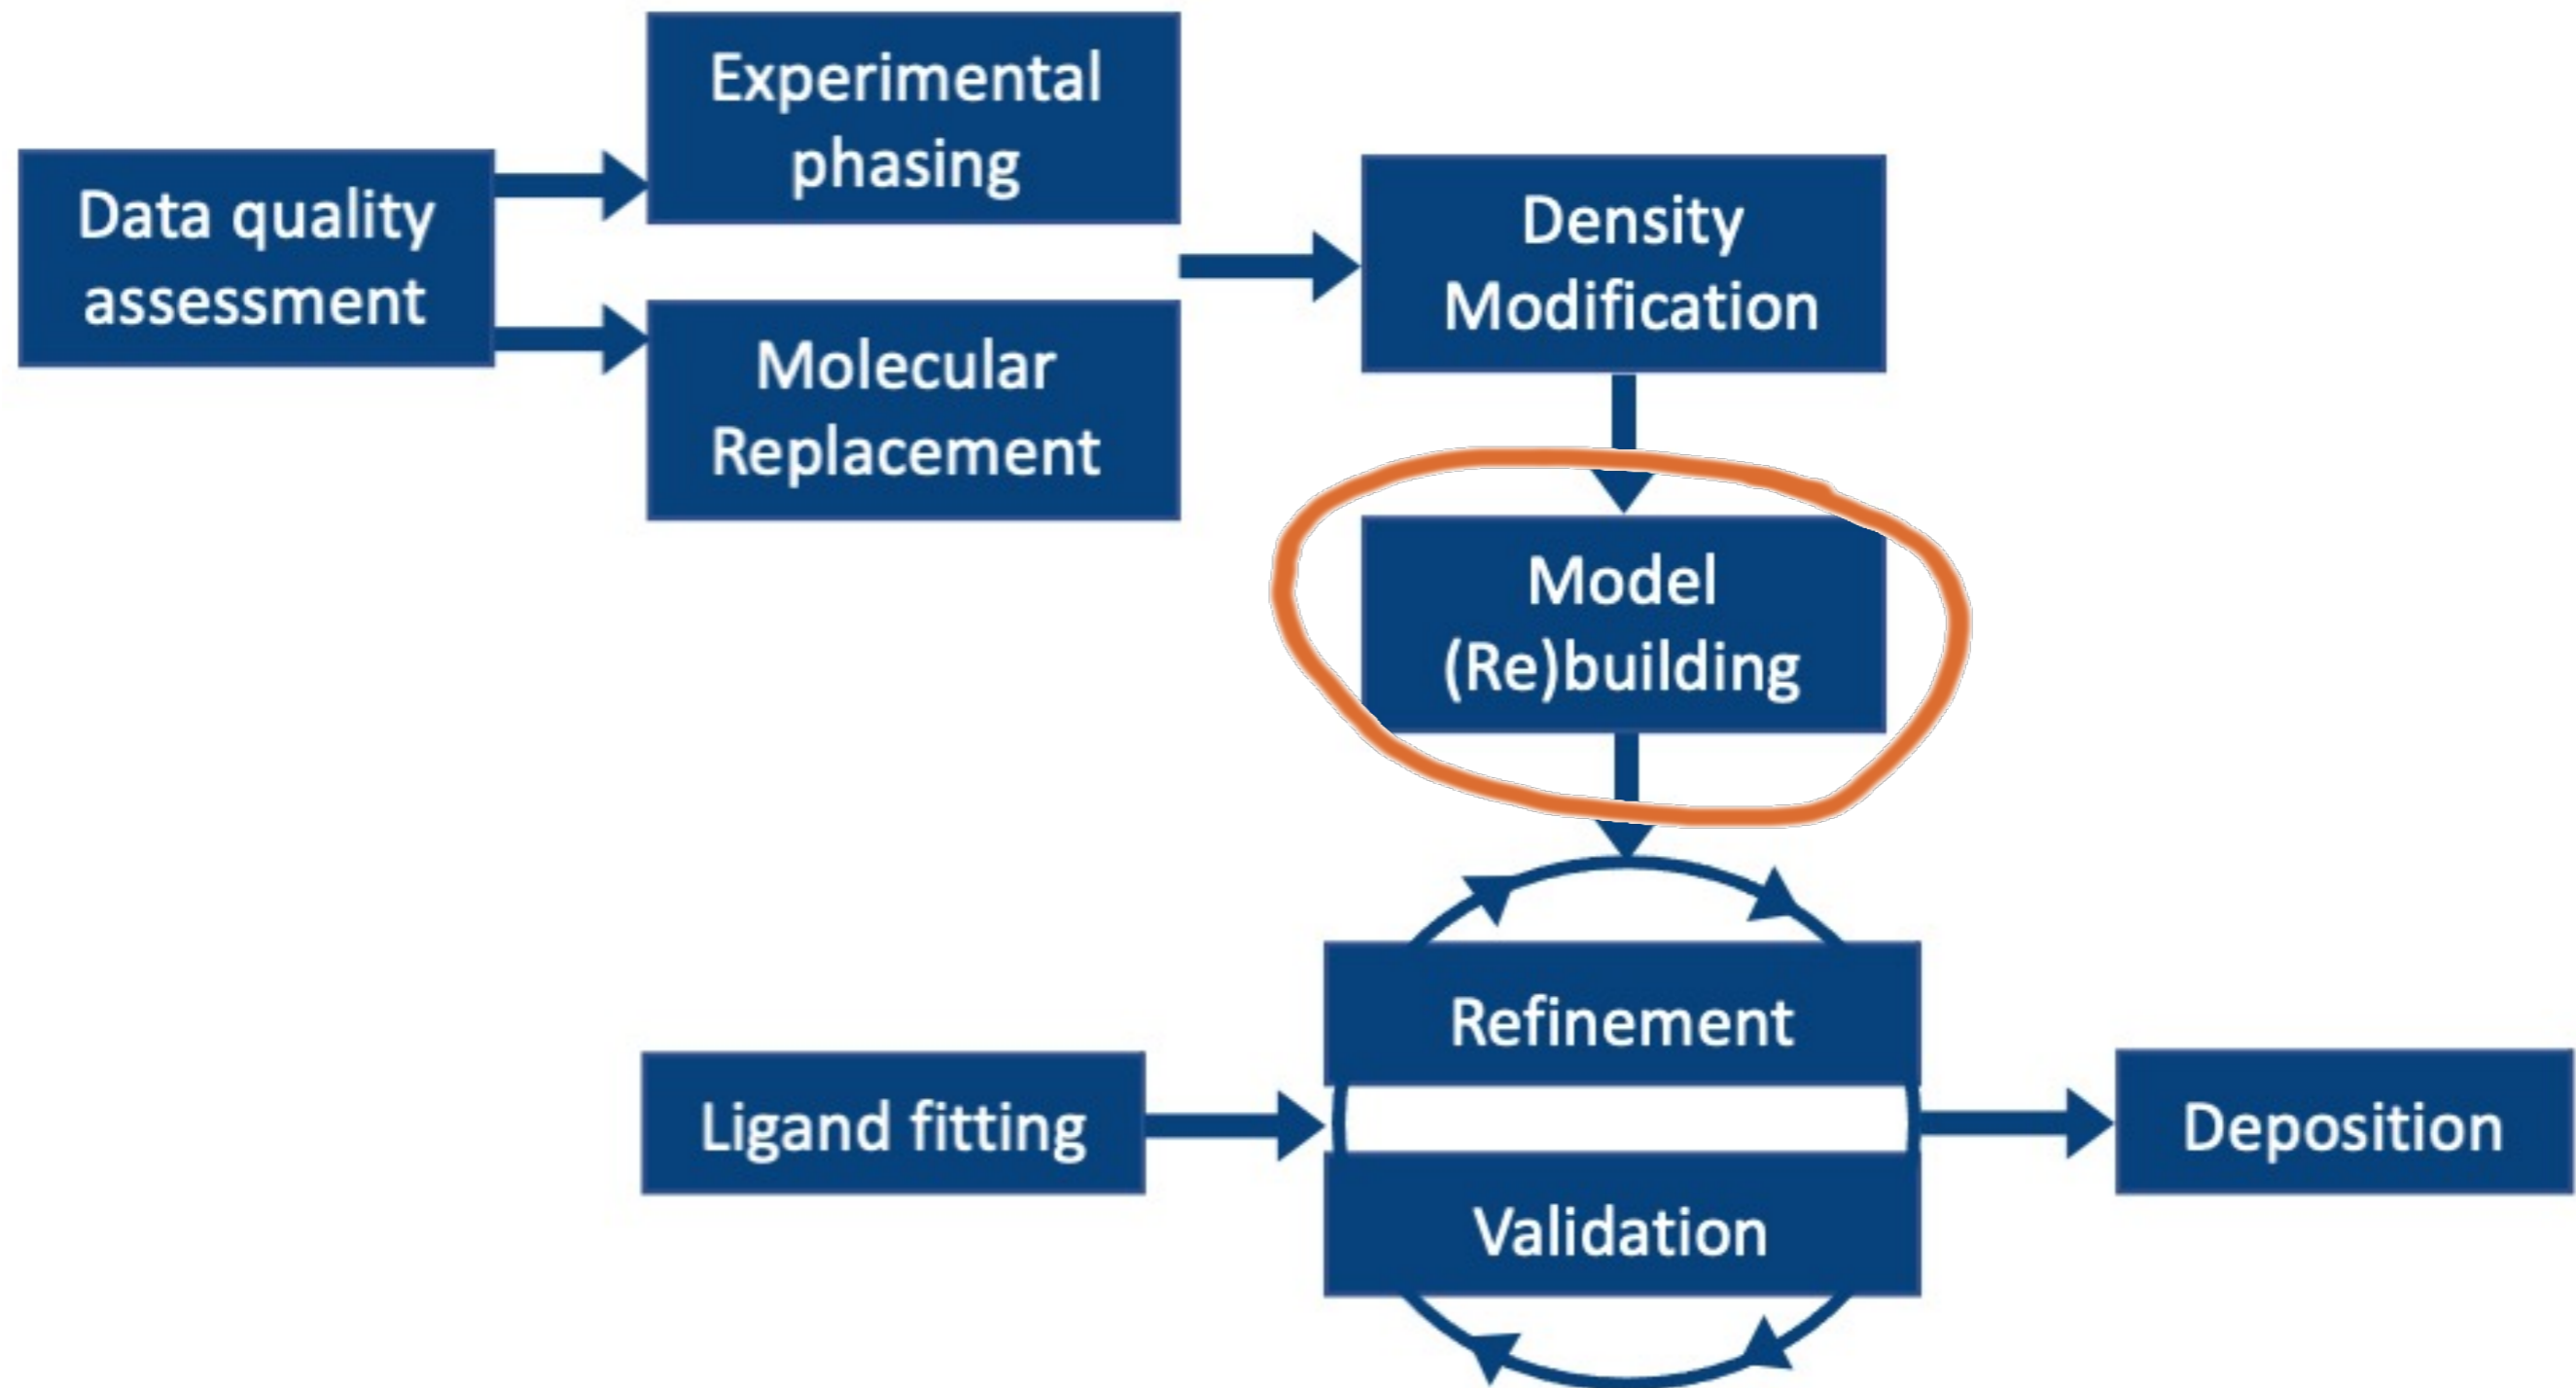 Experimental
phasing
Data quality
assessment
Molecular
Replacement
Density
Modification
Model
(Re)building
Refinement
Ligand fitting
Validation
Deposition